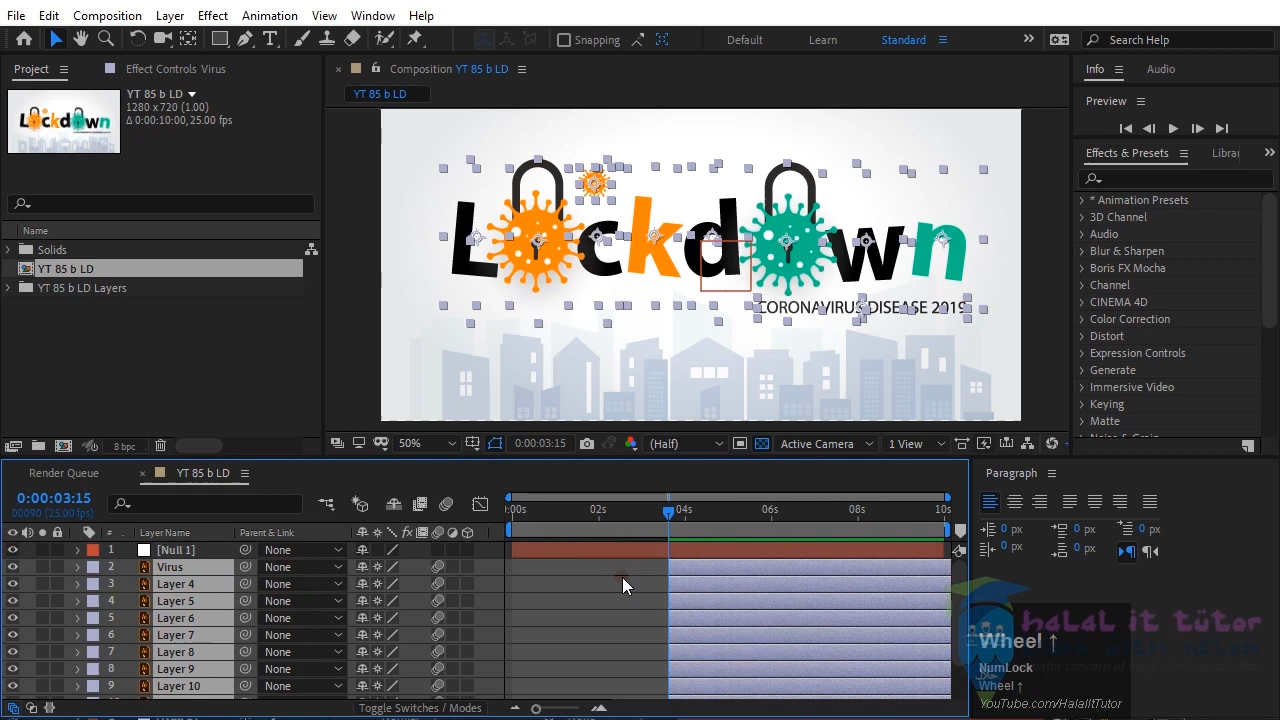 File Edit Composition Layer Effect Animation View Window Help
Snapping Default Learn Standard Search Help
Project Effect Controls Virus
Composition YT 85 b LD
Info Audio
YT 85 b LD
YT 85 b LD
1280 x 720 (1.00)
Δ 0:00:10:00, 25.00 fps
Preview
Effects & Presets Librar
Lockdown
CORONAVIRUS DISEASE 2019
Name
Solids
YT 85 b LD
YT 85 b LD Layers
* Animation Presets
3D Channel
Audio
Blur & Sharpen
Boris FX Mocha
Channel
CINEMA 4D
Color Correction
Distort
Expression Controls
Generate
Immersive Video
Keying
Matte
Noise & Grain
8 bpc
50% 0:00:03:15 (Half) Active Camera 1 View
Render Queue YT 85 b LD
Paragraph
0:00:03:15
00090 (25.00 fps)
:00s 02s 04s 06s 08s 10s
# Layer Name Parent & Link
1 [Null 1] None
2 Virus None
3 Layer 4 None
4 Layer 5 None
5 Layer 6 None
6 Layer 7 None
7 Layer 8 None
8 Layer 9 None
9 Layer 10 None
0 px 0 px 0 px
0 px 0 px
halal it tutor
Wheel ↑
NumLock
Wheel ↑
YouTube.com/HalalItTutor
Toggle Switches / Modes